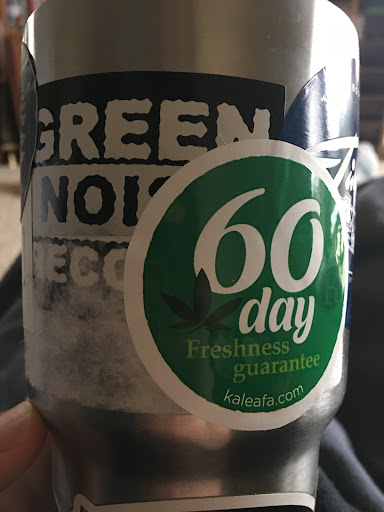 GREEN
NOIS
RECO
60
day
Freshness
guarantee
kaleafa.com